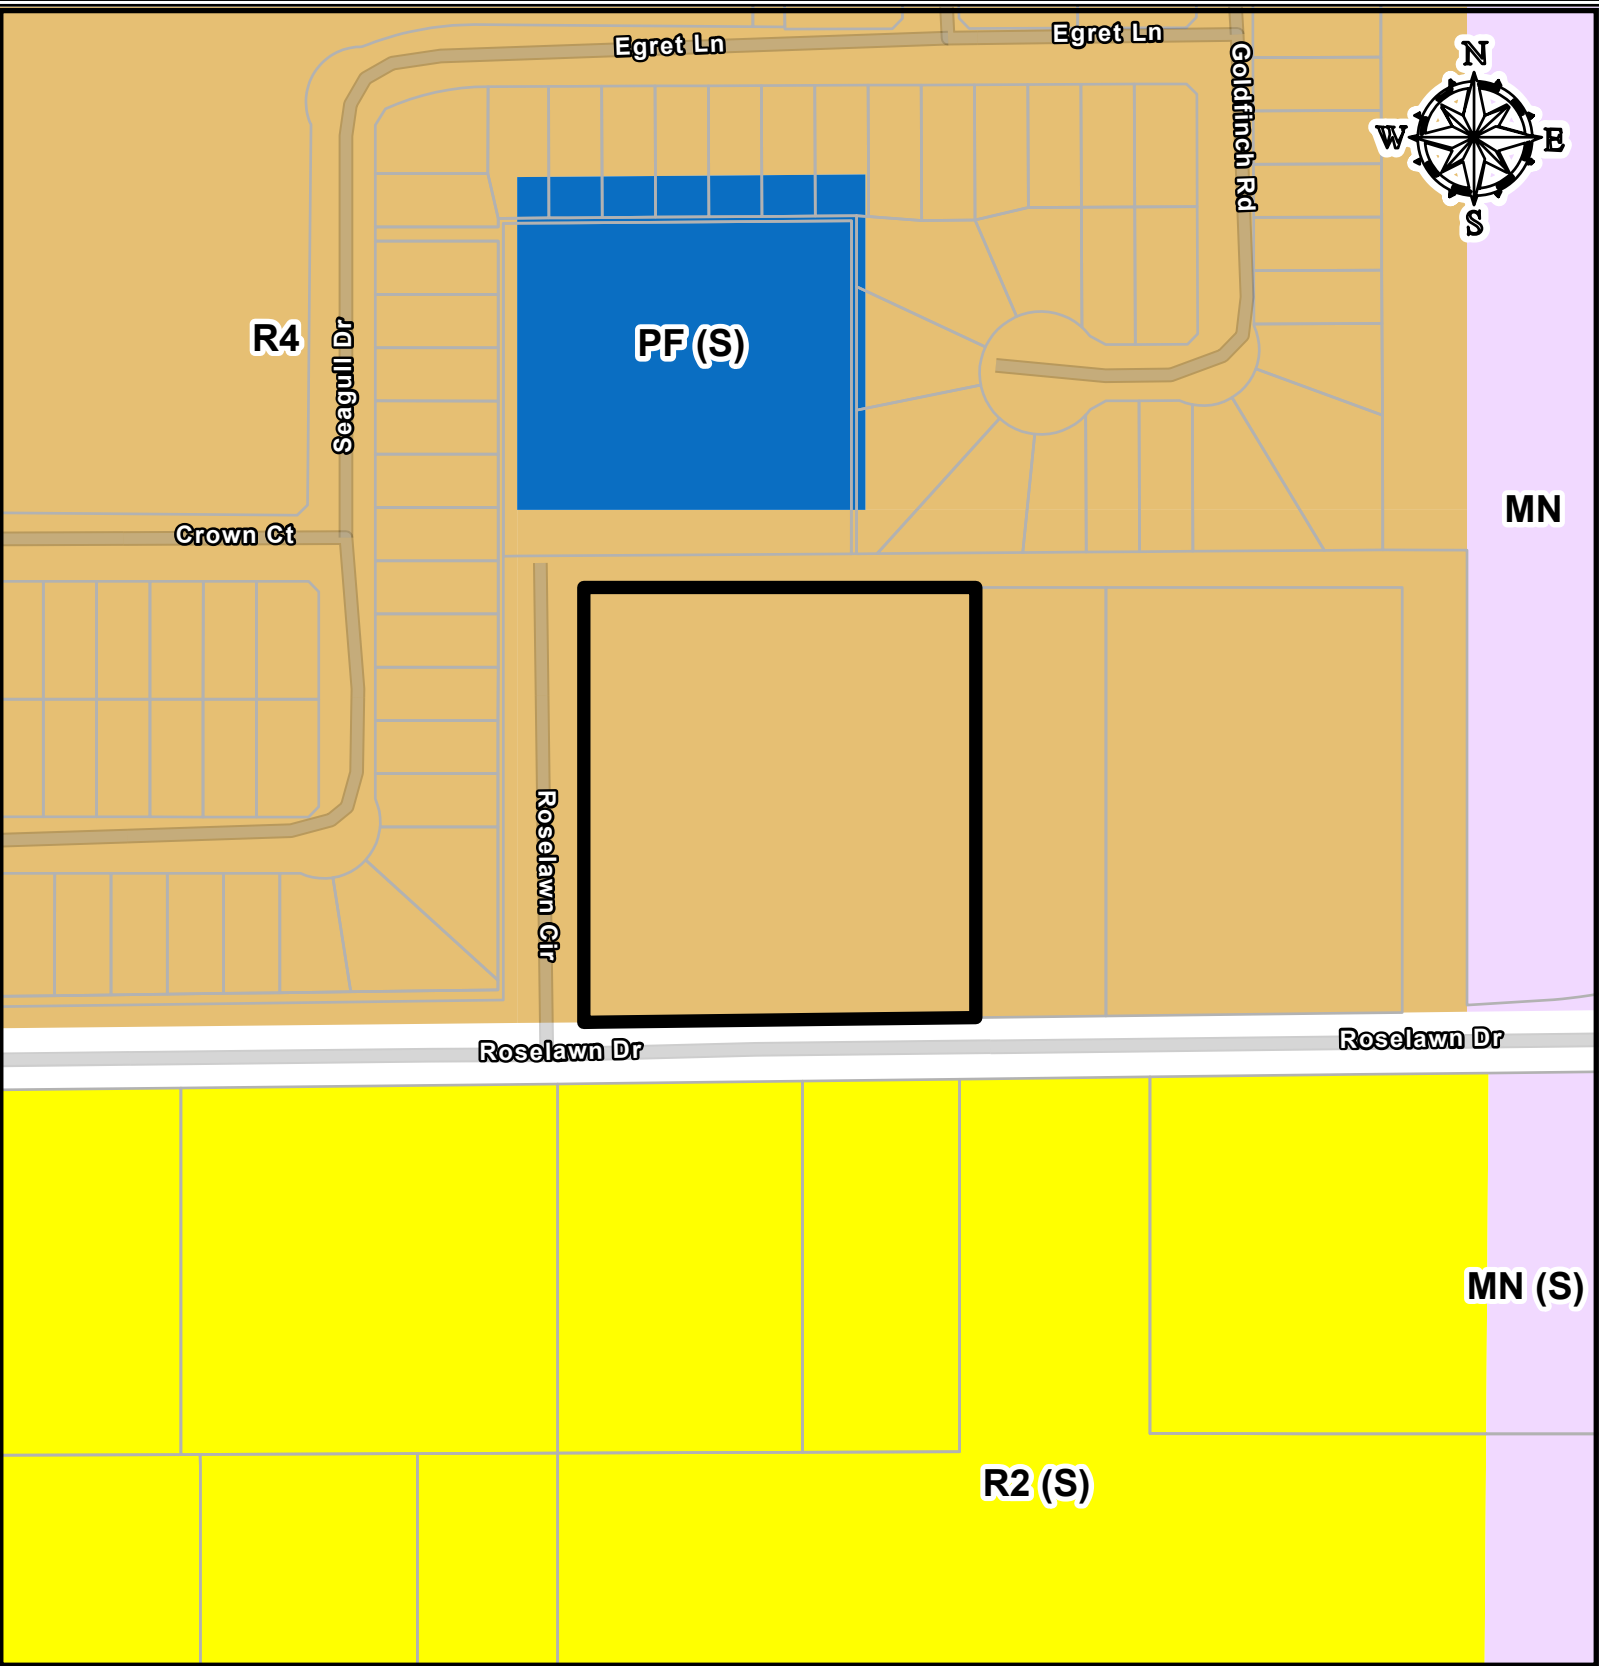 Egret Ln
Egret Ln
Goldfinch Rd
N
W
E
S
R4
Seagull Dr
PF (S)
MN
Crown Ct
Roselawn Cir
Roselawn Dr
Roselawn Dr
MN (S)
R2 (S)